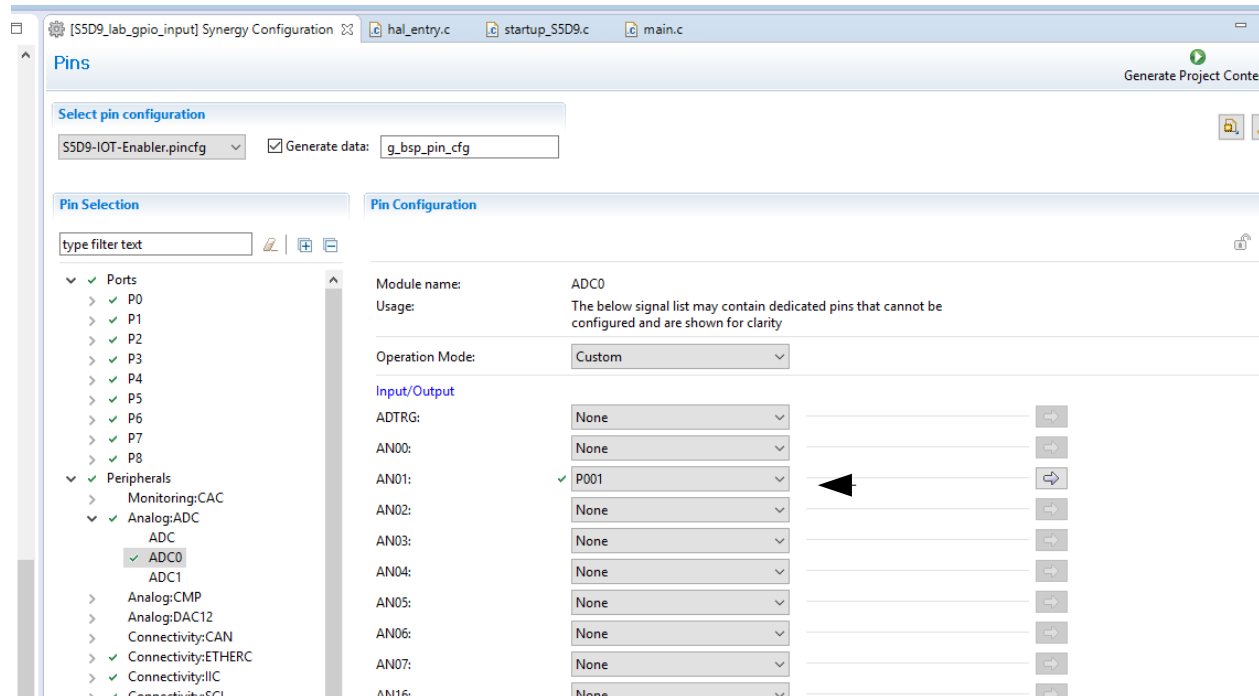 [S5D9_lab_gpio_input] Synergy Configuration
hal_entry.c
startup_S5D9.c
main.c
Pins
Generate Project Conte
Select pin configuration
S5D9-IOT-Enabler.pincfg
Generate data:
g_bsp_pin_cfg
Pin Selection
type filter text
Ports
P0
P1
P2
P3
P4
P5
P6
P7
P8
Peripherals
Monitoring:CAC
Analog:ADC
ADC
ADC0
ADC1
Analog:CMP
Analog:DAC12
Connectivity:CAN
Connectivity:ETHERC
Connectivity:IIC
Connectivity:SCI
Pin Configuration
Module name: ADC0
Usage: The below signal list may contain dedicated pins that cannot be
configured and are shown for clarity
Operation Mode: Custom
Input/Output
ADTRG: None
AN00: None
AN01: P001
AN02: None
AN03: None
AN04: None
AN05: None
AN06: None
AN07: None
AN16: None